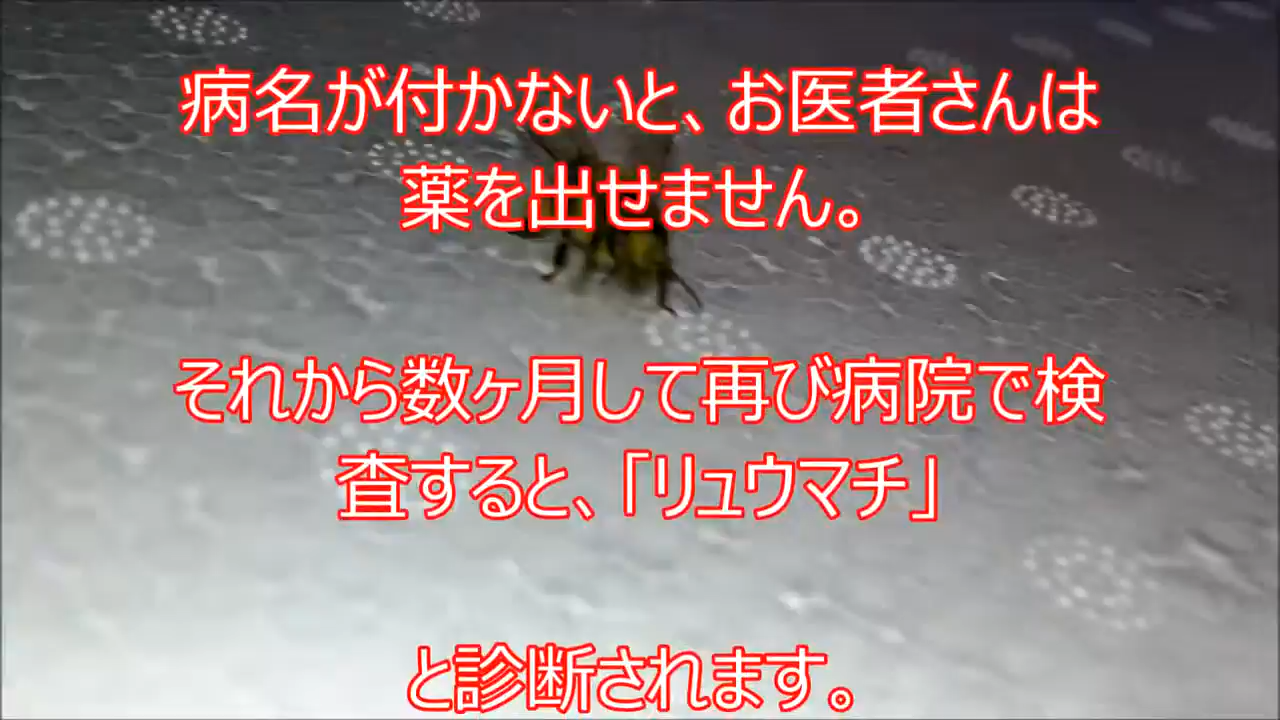 病名が付かないと、お医者さんは
薬を出せません。
それから数ヶ月して再び病院で検
査すると、「リュウマチ」
と診断されます。